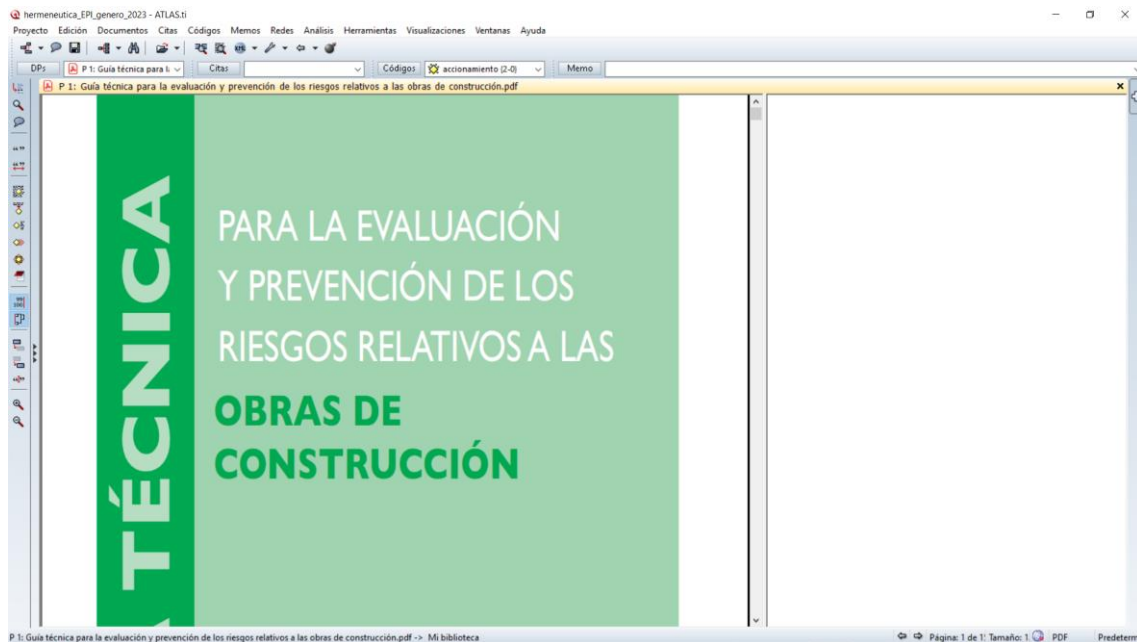 hermeneutica_EPI_genero_2023 - ATLAS.ti
Proyecto Edición Documentos Citas Códigos Memos Redes Análisis Herramientas Visualizaciones Ventanas Ayuda
DPs P 1: Guía técnica para l Citas Códigos accionamiento {2-0} Memo
P 1: Guía técnica para la evaluación y prevención de los riesgos relativos a las obras de construcción.pdf
TÉCNICA
PARA LA EVALUACIÓN
Y PREVENCIÓN DE LOS
RIESGOS RELATIVOS A LAS
OBRAS DE
CONSTRUCCIÓN
P 1: Guía técnica para la evaluación y prevención de los riesgos relativos a las obras de construcción.pdf -> Mi biblioteca
Página: 1 de 1: Tamaño: 1 PDF Predeterm